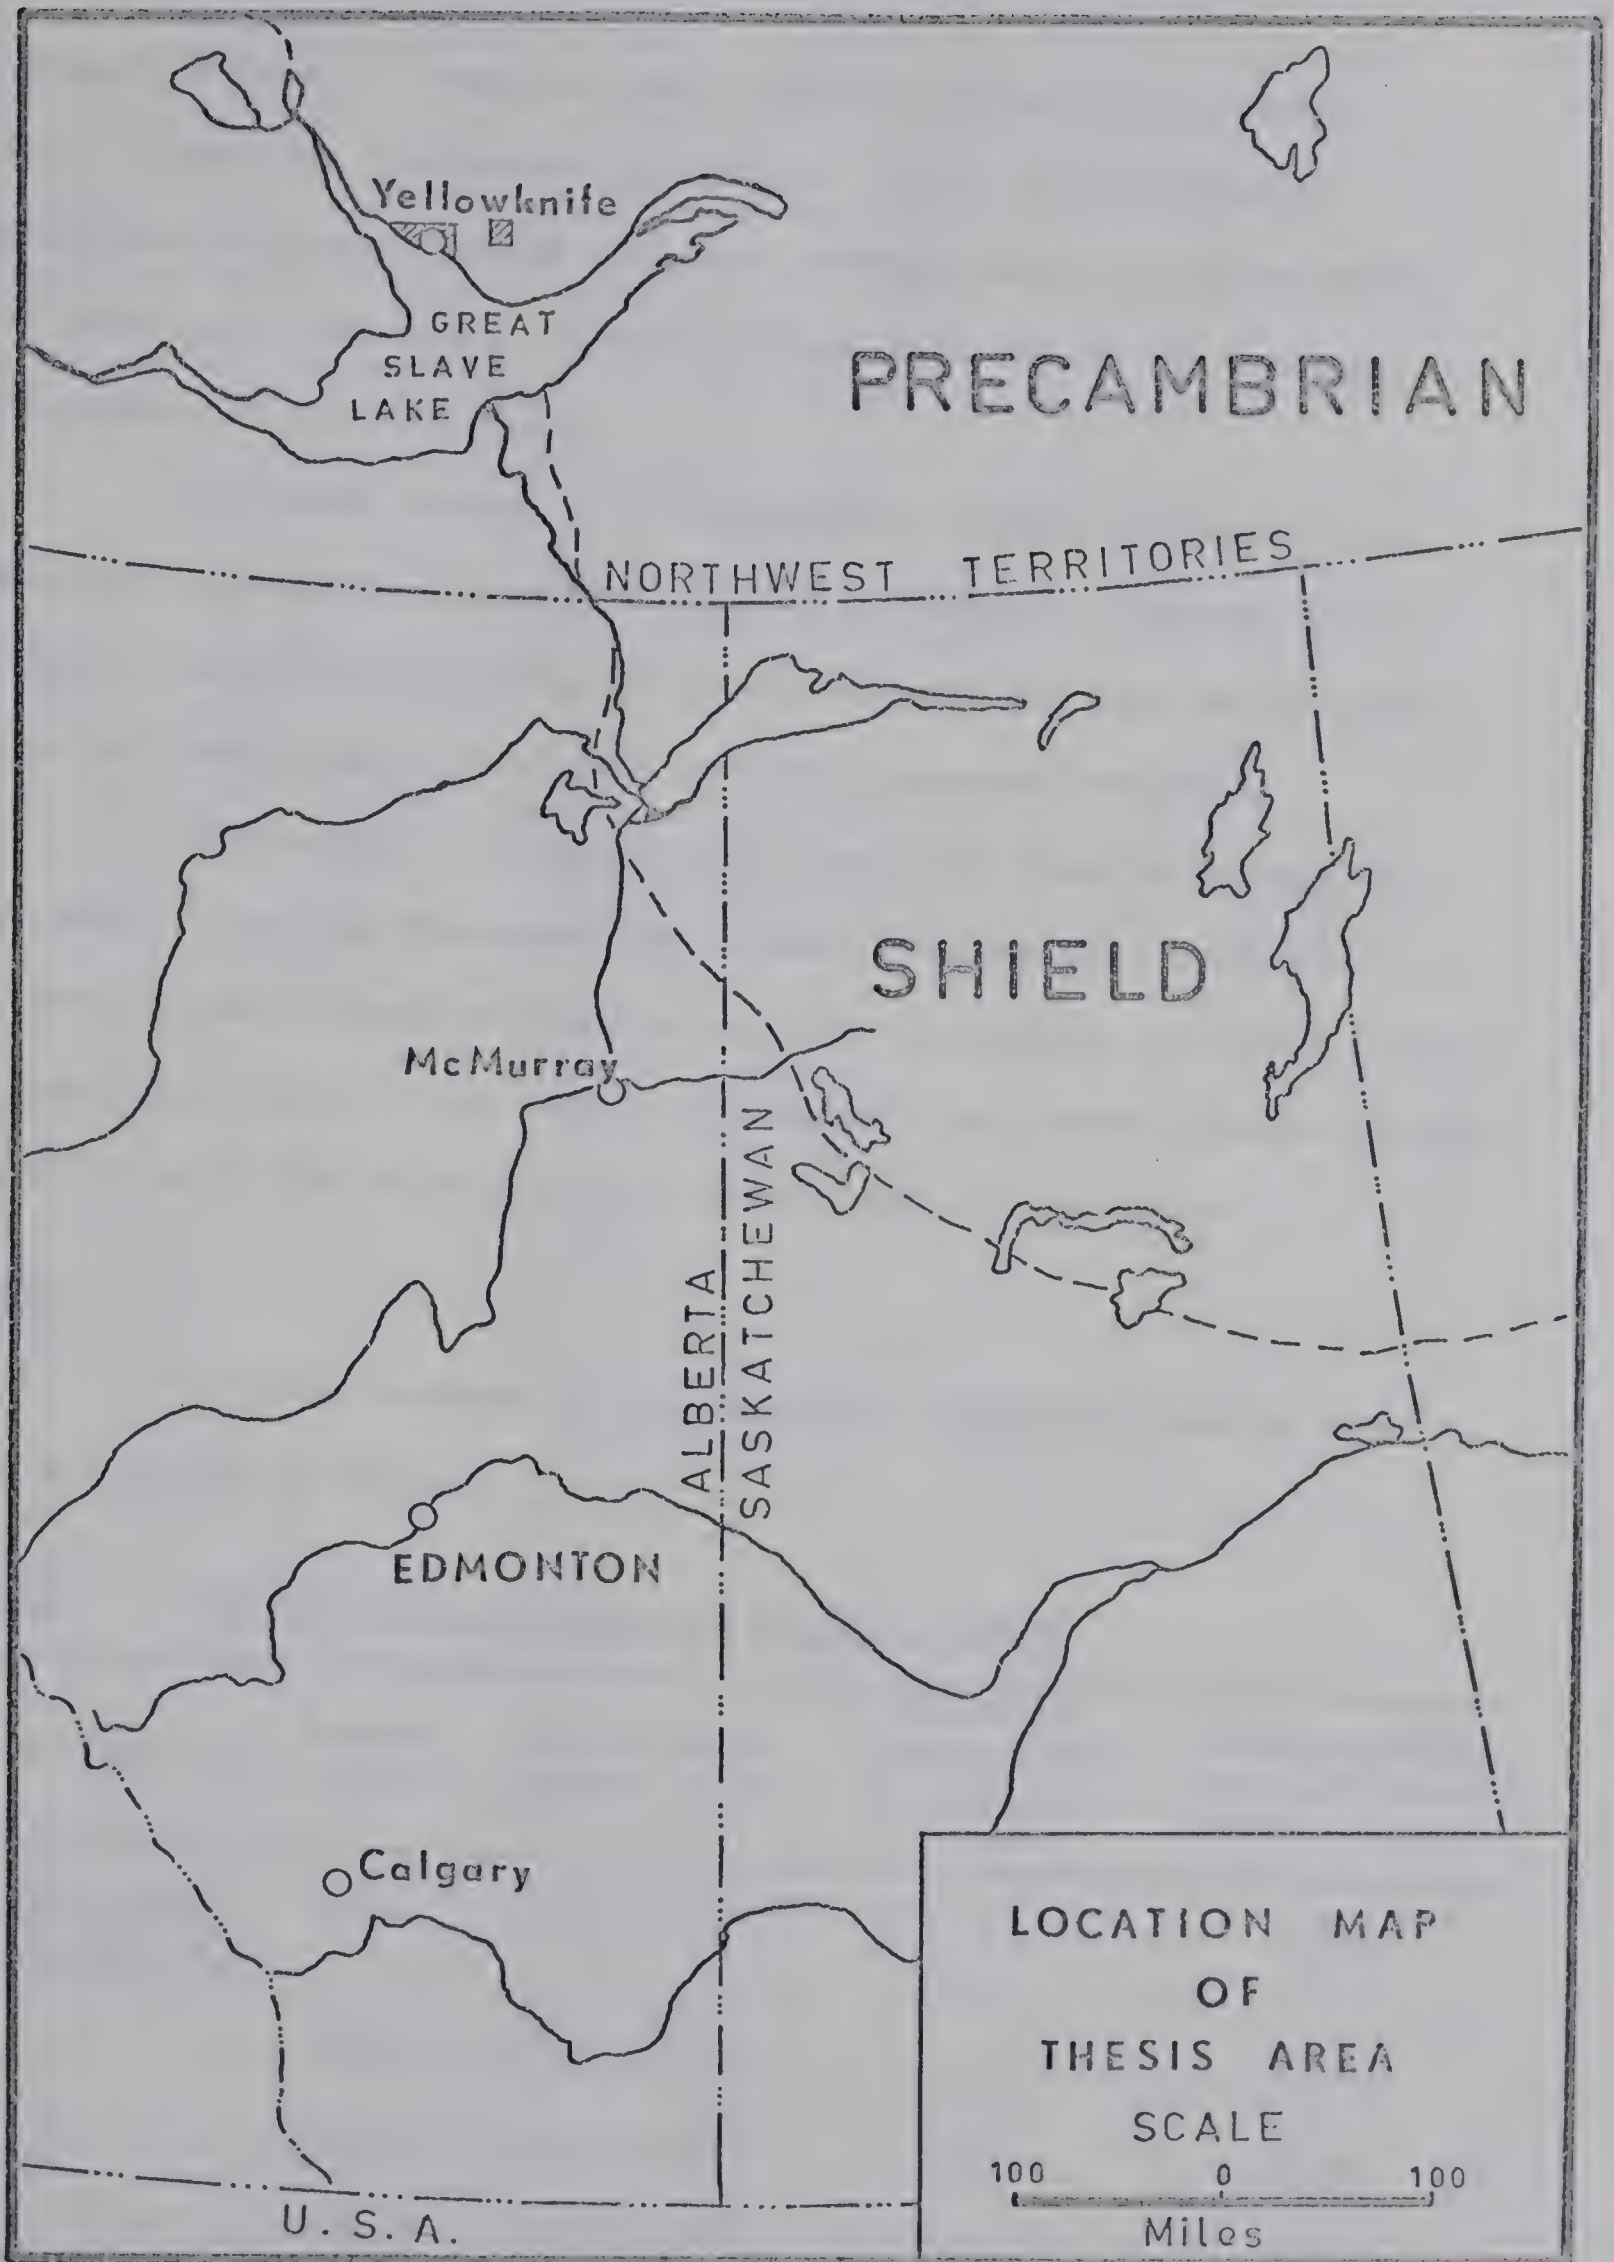 Yellowknife
GREAT
SLAVE
LAKE
PRECAMBRIAN
NORTHWEST TERRITORIES
SHIELD
McMurray
ALBERTA
SASKATCHEWAN
EDMONTON
Calgary
U. S. A.
LOCATION MAP
OF
THESIS AREA
SCALE
100 0 100
Miles